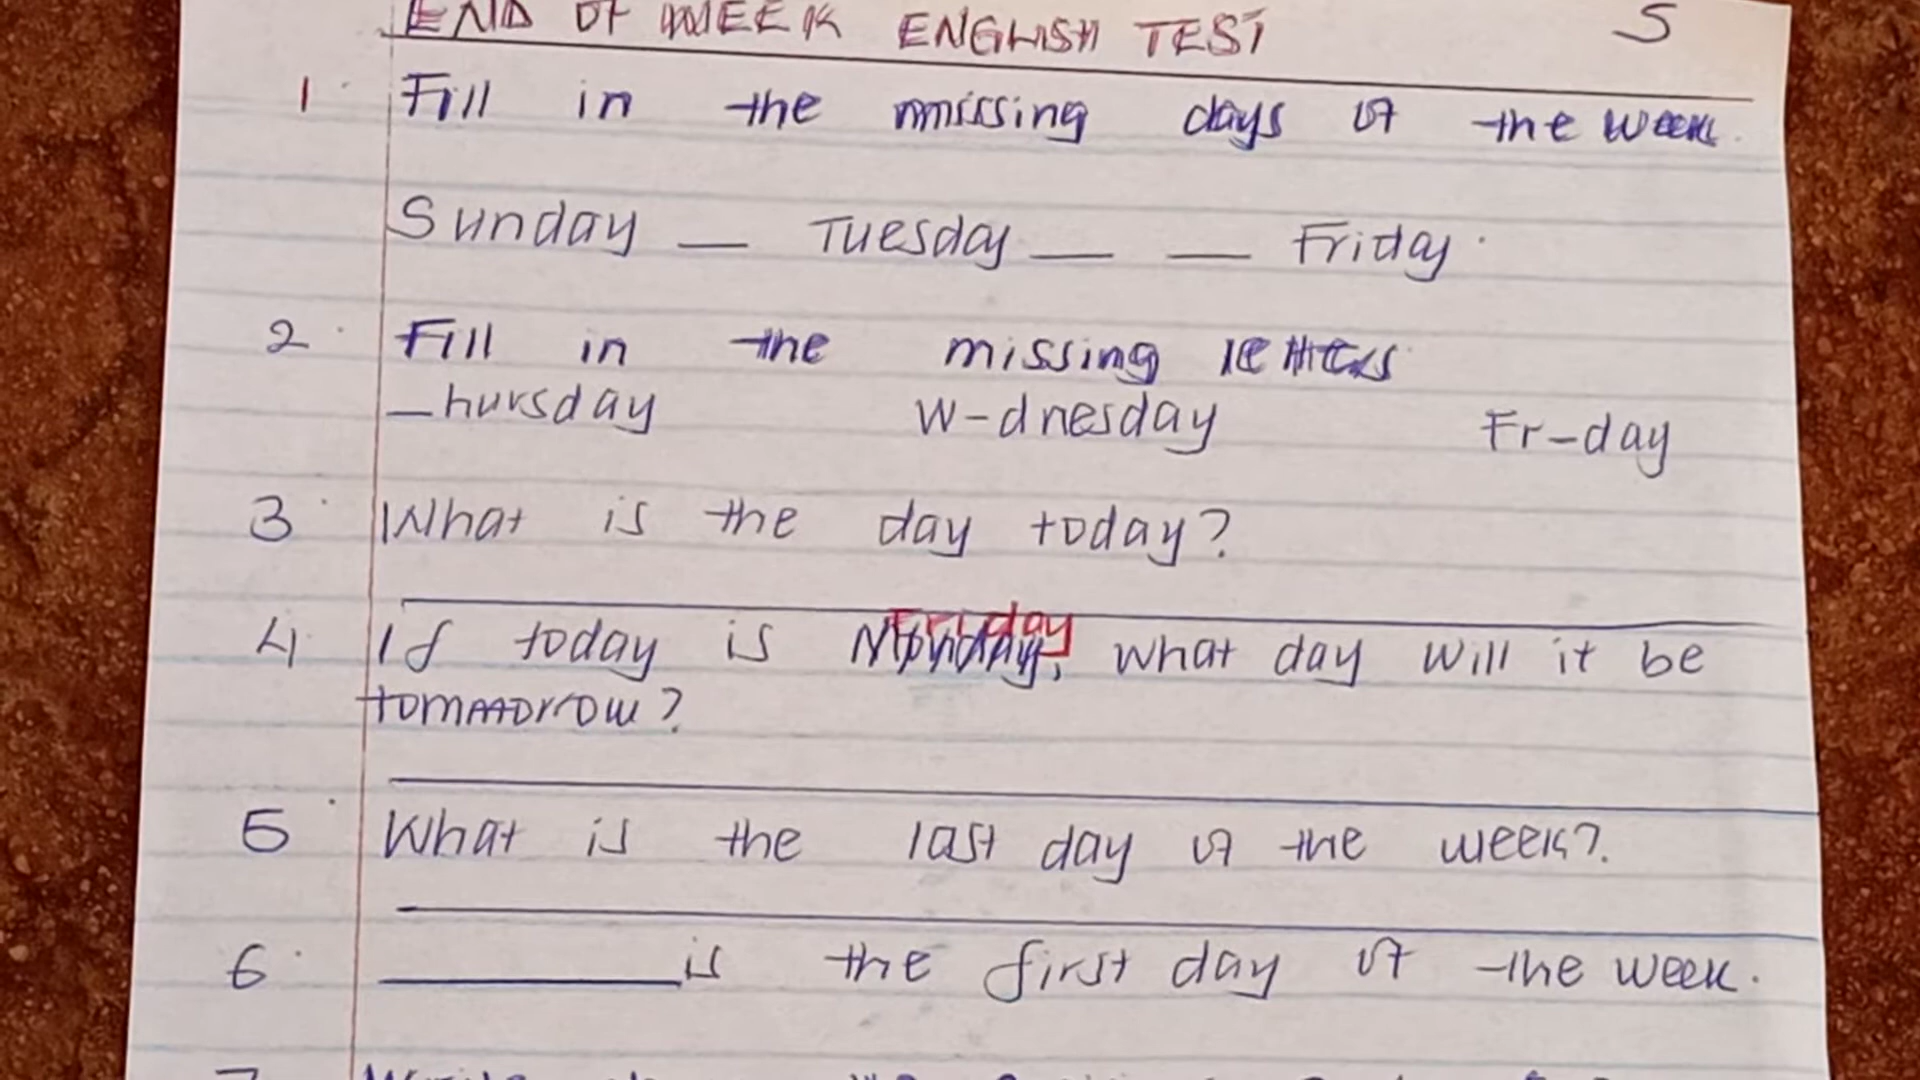 END OF WEEK ENGLISH TEST S
1. Fill in the missing days of the week.
Sunday __ Tuesday __ __ Friday.
2. Fill in the missing letters
_hursday W-dnesday Fr-day
3. What is the day today?
Friday
4. If today is Monday, what day will it be
tommorrow?
5 What is the last day of the week?.
6. ________ is the first day of the week.
7